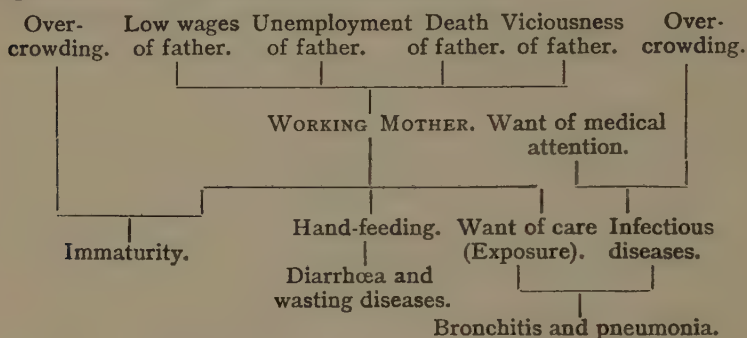 Over- Low wages Unemployment Death Viciousness Over-
crowding. of father. of father. of father. of father. crowding.
WORKING MOTHER. Want of medical
attention.
Hand-feeding. Want of care Infectious
Immaturity. (Exposure). diseases.
Diarrhœa and
wasting diseases.
Bronchitis and pneumonia.